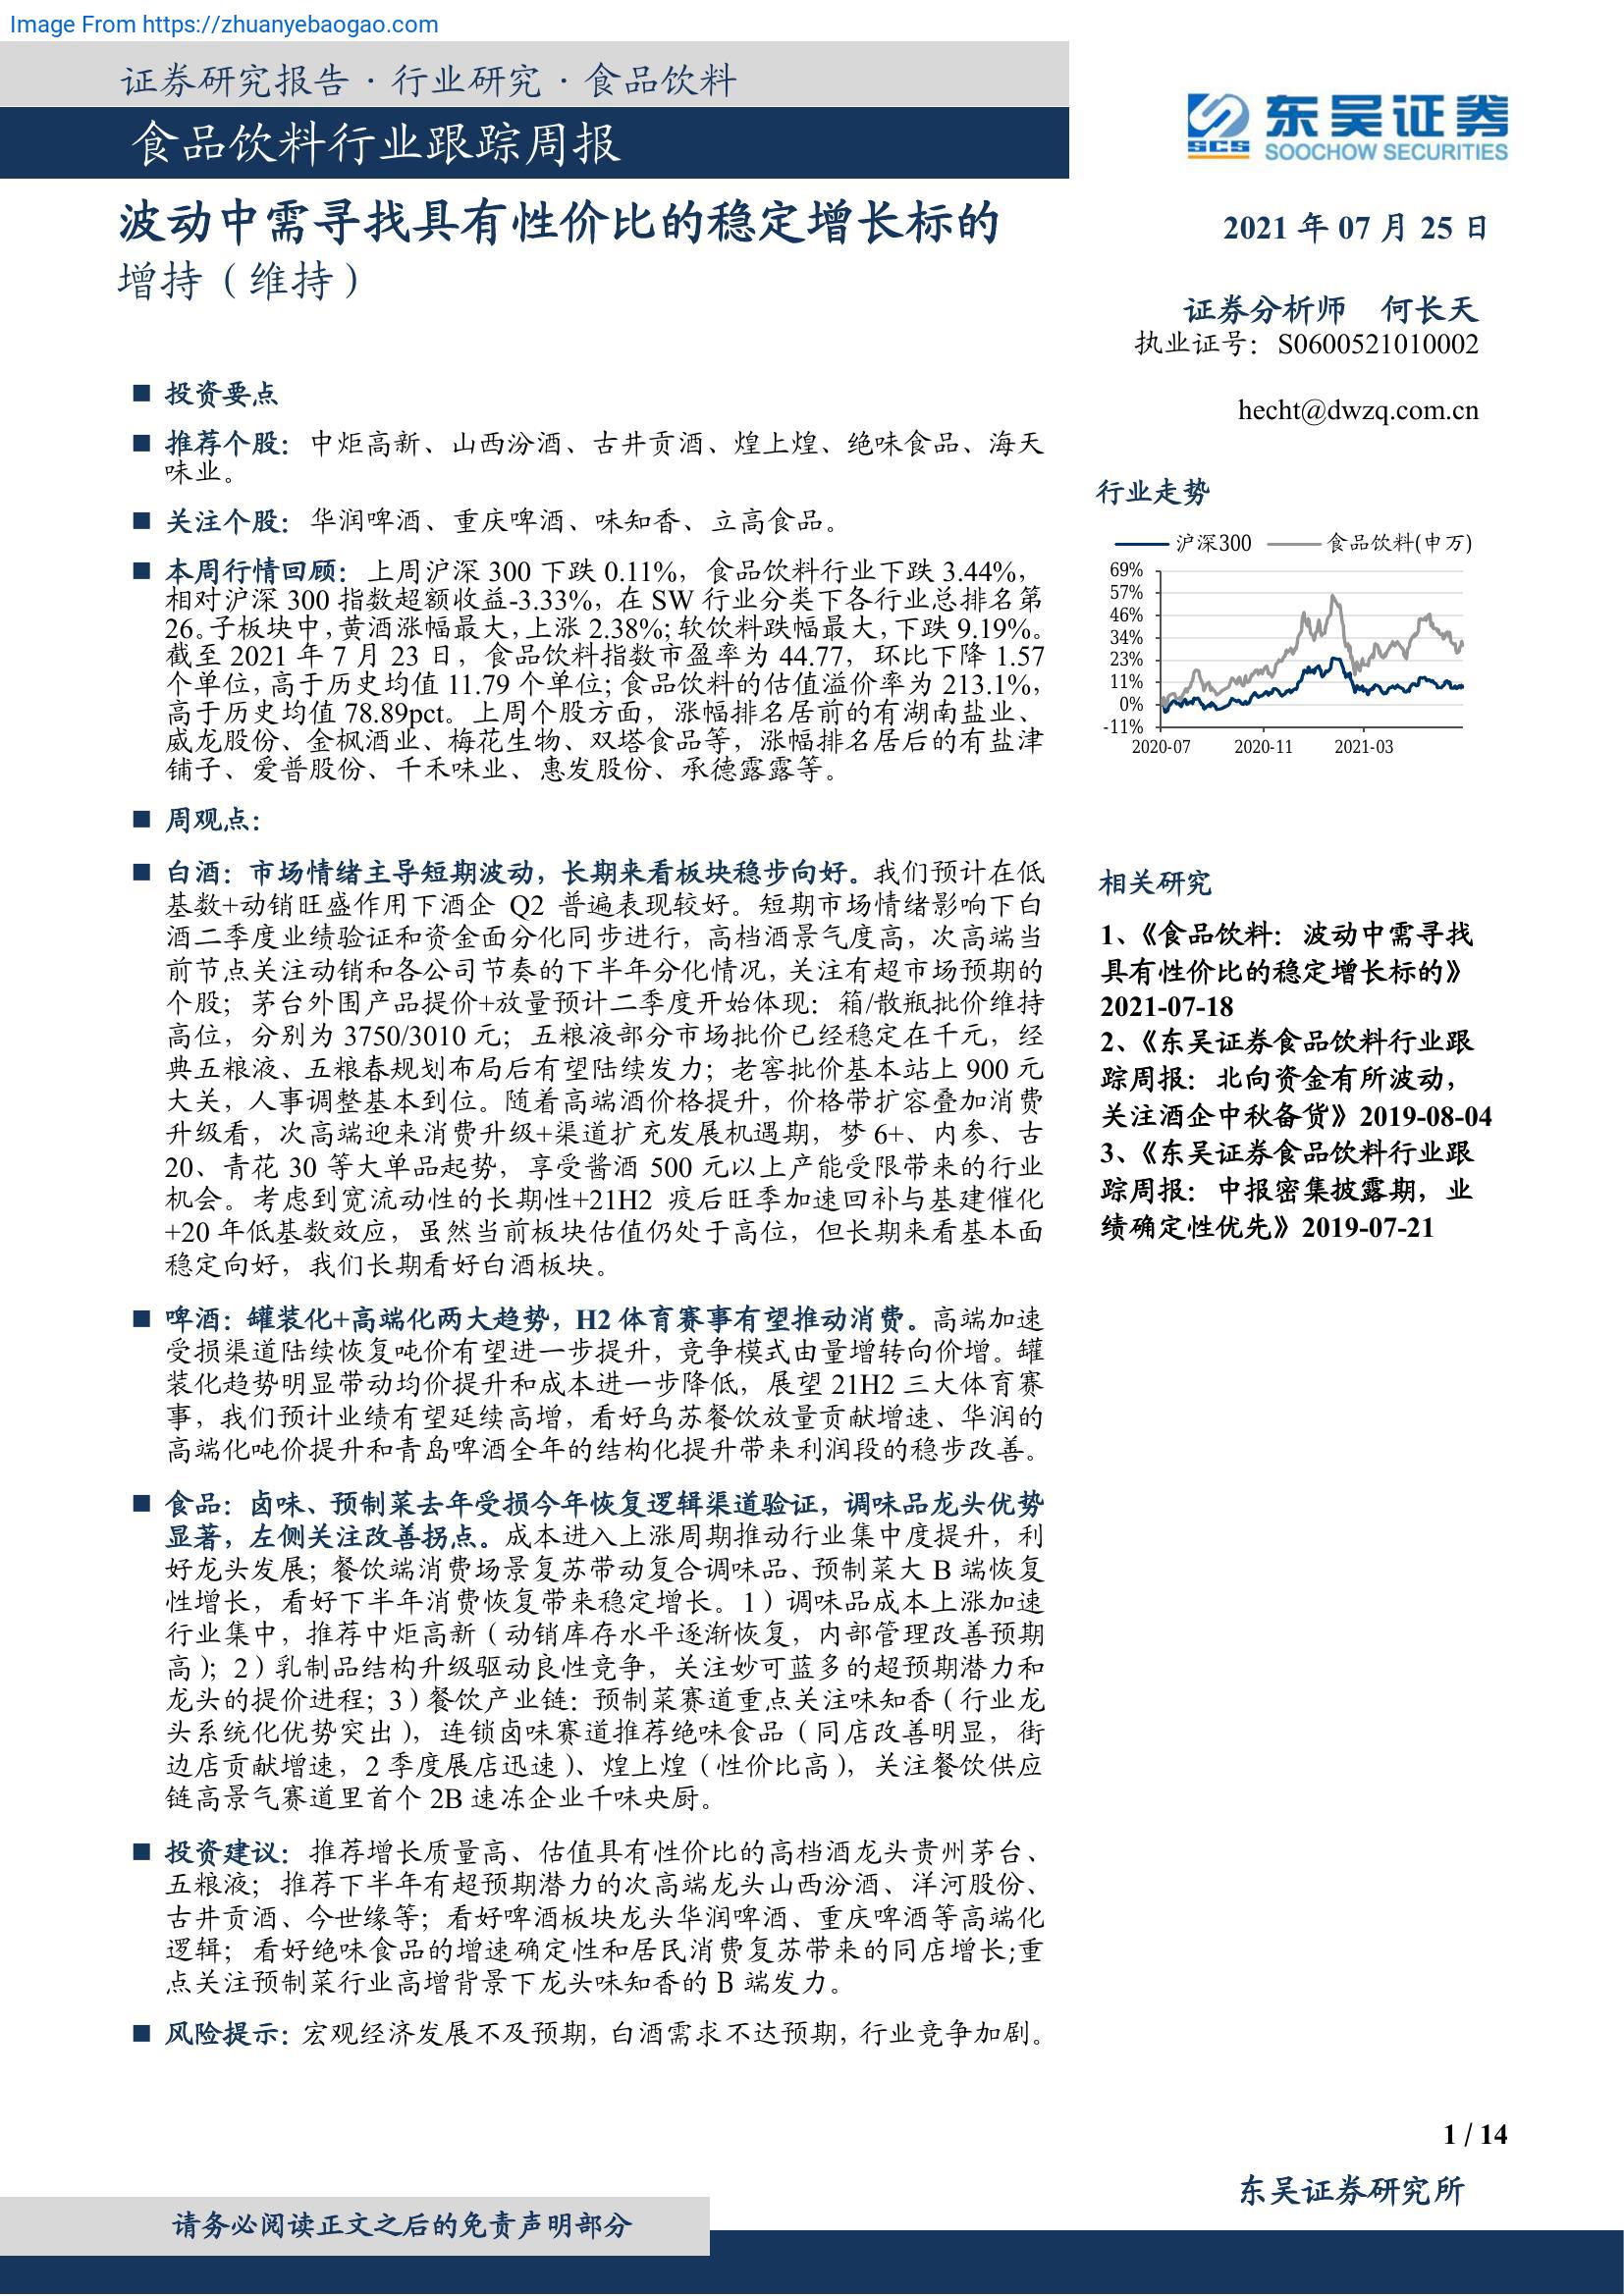 Image From https://zhuanyebaogao.com
证券研究报告·行业研究·食品饮料
食品饮料行业跟踪周报
波动中需寻找具有性价比的稳定增长标的
增持（维持）
■ 投资要点
■ 推荐个股：中炬高新、山西汾酒、古井贡酒、煌上煌、绝味食品、海天
味业。
■ 关注个股：华润啤酒、重庆啤酒、味知香、立高食品。
■ 本周行情回顾：上周沪深 300 下跌 0.11%，食品饮料行业下跌 3.44%，
相对沪深 300 指数超额收益-3.33%，在 SW 行业分类下各行业总排名第
26。子板块中，黄酒涨幅最大，上涨 2.38%；软饮料跌幅最大，下跌 9.19%。
截至 2021 年 7 月 23 日，食品饮料指数市盈率为 44.77，环比下降 1.57
个单位，高于历史均值 11.79 个单位；食品饮料的估值溢价率为 213.1%，
高于历史均值 78.89pct。上周个股方面，涨幅排名居前的有湖南盐业、
威龙股份、金枫酒业、梅花生物、双塔食品等，涨幅排名居后的有盐津
铺子、爱普股份、千禾味业、惠发股份、承德露露等。
■ 周观点：
■ 白酒：市场情绪主导短期波动，长期来看板块稳步向好。我们预计在低
基数+动销旺盛作用下酒企 Q2 普遍表现较好。短期市场情绪影响下白
酒二季度业绩验证和资金面分化同步进行，高档酒景气度高，次高端当
前节点关注动销和各公司节奏的下半年分化情况，关注有超市场预期的
个股；茅台外围产品提价+放量预计二季度开始体现：箱/散瓶批价维持
高位，分别为 3750/3010 元；五粮液部分市场批价已经稳定在千元，经
典五粮液、五粮春规划布局后有望陆续发力；老窖批价基本站上 900 元
大关，人事调整基本到位。随着高端酒价格提升，价格带扩容叠加消费
升级看，次高端迎来消费升级+渠道扩充发展机遇期，梦 6+、内参、古
20、青花 30 等大单品起势，享受酱酒 500 元以上产能受限带来的行业
机会。考虑到宽流动性的长期性+21H2 疫后旺季加速回补与基建催化
+20 年低基数效应，虽然当前板块估值仍处于高位，但长期来看基本面
稳定向好，我们长期看好白酒板块。
■ 啤酒：罐装化+高端化两大趋势，H2 体育赛事有望推动消费。高端加速
受损渠道陆续恢复吨价有望进一步提升，竞争模式由量增转向价增。罐
装化趋势明显带动均价提升和成本进一步降低，展望 21H2 三大体育赛
事，我们预计业绩有望延续高增，看好乌苏餐饮放量贡献增速、华润的
高端化吨价提升和青岛啤酒全年的结构化提升带来利润段的稳步改善。
■ 食品：卤味、预制菜去年受损今年恢复逻辑渠道验证，调味品龙头优势
显著，左侧关注改善拐点。成本进入上涨周期推动行业集中度提升，利
好龙头发展；餐饮端消费场景复苏带动复合调味品、预制菜大 B 端恢复
性增长，看好下半年消费恢复带来稳定增长。1）调味品成本上涨加速
行业集中，推荐中炬高新（动销库存水平逐渐恢复，内部管理改善预期
高）；2）乳制品结构升级驱动良性竞争，关注妙可蓝多的超预期潜力和
龙头的提价进程；3）餐饮产业链：预制菜赛道重点关注味知香（行业龙
头系统化优势突出），连锁卤味赛道推荐绝味食品（同店改善明显，街
边店贡献增速，2 季度展店迅速）、煌上煌（性价比高），关注餐饮供应
链高景气赛道里首个 2B 速冻企业千味央厨。
■ 投资建议：推荐增长质量高、估值具有性价比的高档酒龙头贵州茅台、
五粮液；推荐下半年有超预期潜力的次高端龙头山西汾酒、洋河股份、
古井贡酒、今世缘等；看好啤酒板块龙头华润啤酒、重庆啤酒等高端化
逻辑；看好绝味食品的增速确定性和居民消费复苏带来的同店增长;重
点关注预制菜行业高增背景下龙头味知香的 B 端发力。
■ 风险提示：宏观经济发展不及预期，白酒需求不达预期，行业竞争加剧。
SCS 东吴证券
SOOCHOW SECURITIES
2021 年 07 月 25 日
证券分析师 何长天
执业证号：S0600521010002
hecht@dwzq.com.cn
行业走势
沪深300 食品饮料(申万)
69%
57%
46%
34%
23%
11%
0%
-11%
2020-07 2020-11 2021-03
相关研究
1、《食品饮料：波动中需寻找
具有性价比的稳定增长标的》
2021-07-18
2、《东吴证券食品饮料行业跟
踪周报：北向资金有所波动，
关注酒企中秋备货》2019-08-04
3、《东吴证券食品饮料行业跟
踪周报：中报密集披露期，业
绩确定性优先》2019-07-21
1 / 14
东吴证券研究所
请务必阅读正文之后的免责声明部分